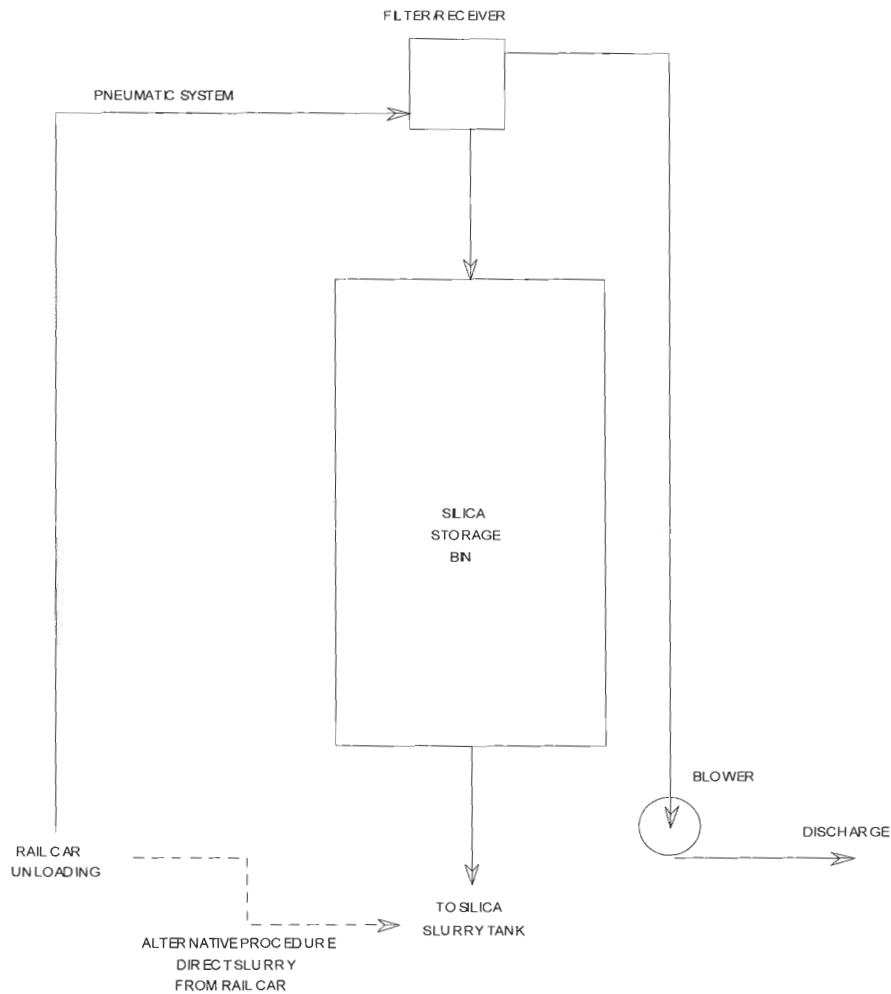 FILTER/RECEIVER
PNEUMATIC SYSTEM
SILICA
STORAGE
BIN
BLOWER
DISCHARGE
RAIL CAR
UNLOADING
TO SILICA
SLURRY TANK
ALTERNATIVE PROCEDURE
DIRECT SLURRY
FROM RAIL CAR